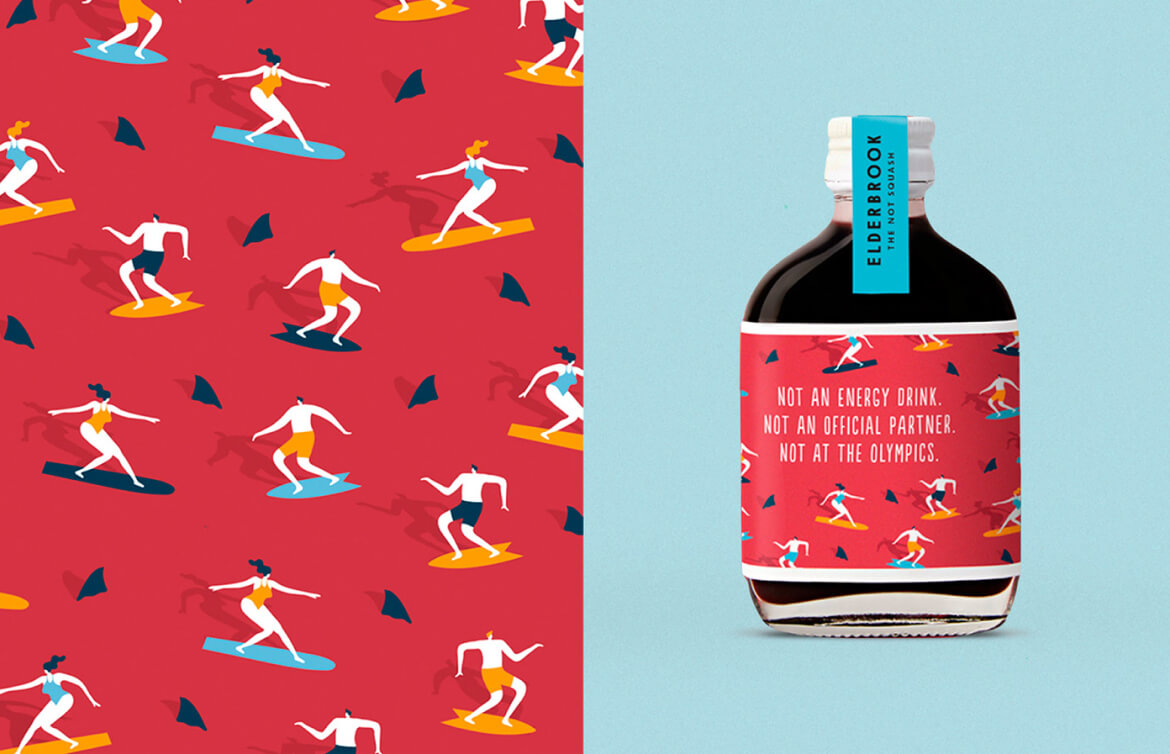 ELDERBROOK
THE NOT SQUASH
NOT AN ENERGY DRINK.
NOT AN OFFICIAL PARTNER.
NOT AT THE OLYMPICS.